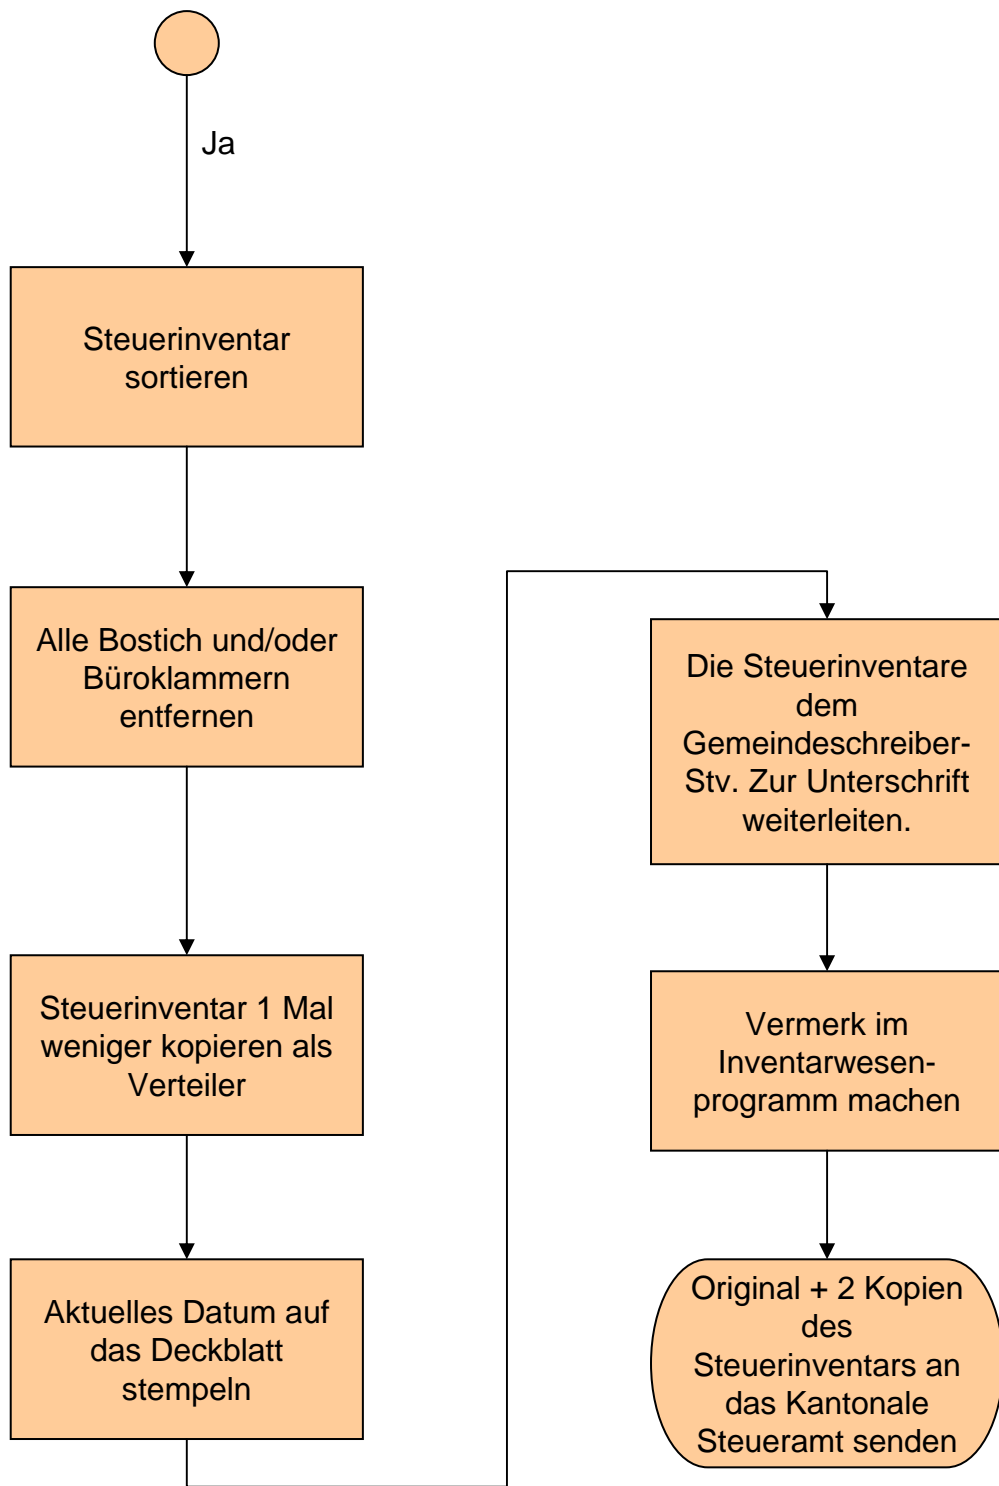 Ja
Steuerinventar
sortieren
Alle Bostich und/oder
Büroklammern
entfernen
Steuerinventar 1 Mal
weniger kopieren als
Verteiler
Aktuelles Datum auf
das Deckblatt
stempeln
Die Steuerinventare
dem
Gemeindeschreiber-
Stv. Zur Unterschrift
weiterleiten.
Vermerk im
Inventarwesen-
programm machen
Original + 2 Kopien
des
Steuerinventars an
das Kantonale
Steueramt senden